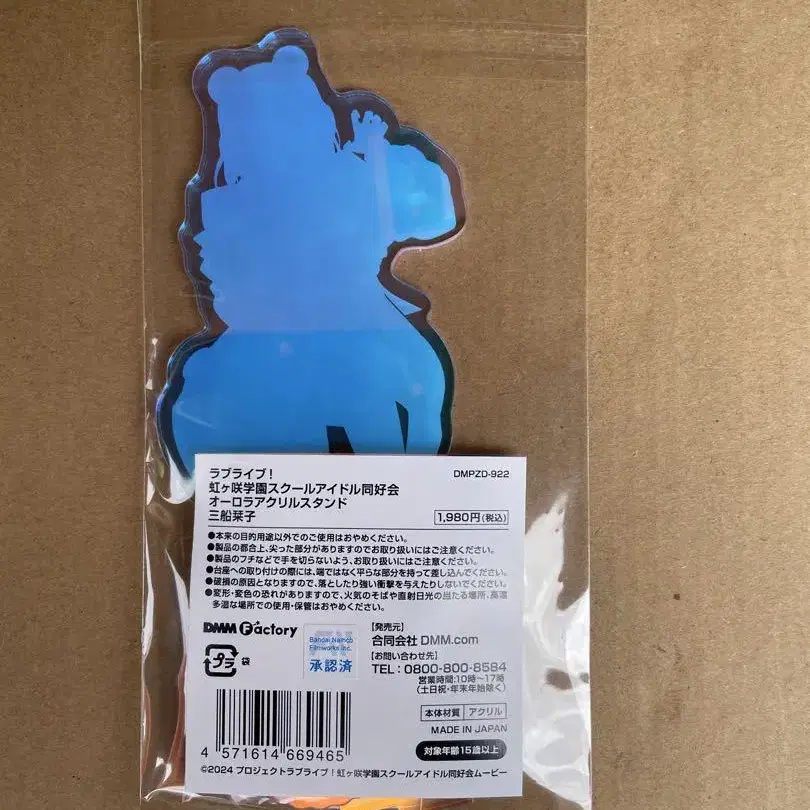 ラブライブ！
DMPZD-922
虹ヶ咲学園スクールアイドル同好会
オーロラアクリルスタンド
三船栞子
1,980円(税込)
●本来の目的用途以外でのご使用はおやめください。
●製品の都合上、尖った部分がありますのでお取り扱いにはご注意ください。
●製品のフチなどで手を切らないよう、お取り扱いにはご注意ください。
●台座への取り付けの際には、端ではなく平らな部分を持って差し込んでください。
●破損の原因となりますので、落としたり強い衝撃を与えたりしないでください。
●変形・変色の恐れがありますので、火気のそばや直射日光の当たる場所、高温
多湿な場所での使用・保管はおやめください。
DMM Factory
プラ 袋
Bandai Namco
Filmworks Inc.
承認済
【発売元】
合同会社 DMM.com
【お問い合わせ先】
TEL：0800-800-8584
営業時間:10時～17時
(土日祝・年末年始除く)
本体材質 アクリル
MADE IN JAPAN
対象年齢15歳以上
4 571614 669465
©2024 プロジェクトラブライブ！虹ヶ咲学園スクールアイドル同好会ムービー